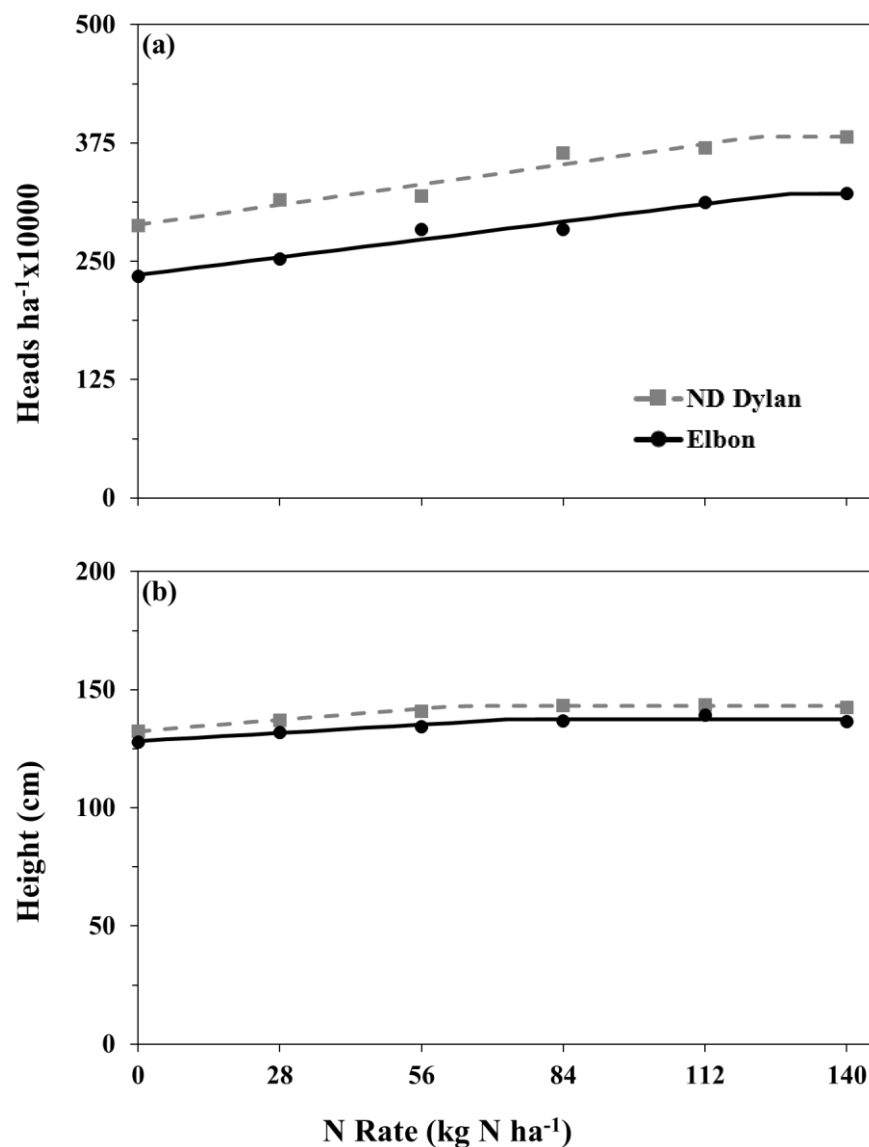 (a)
500
375
250
125
0
Heads ha⁻¹x10000
ND Dylan
Elbon
(b)
200
150
100
50
0
Height (cm)
0 28 56 84 112 140
N Rate (kg N ha⁻¹)